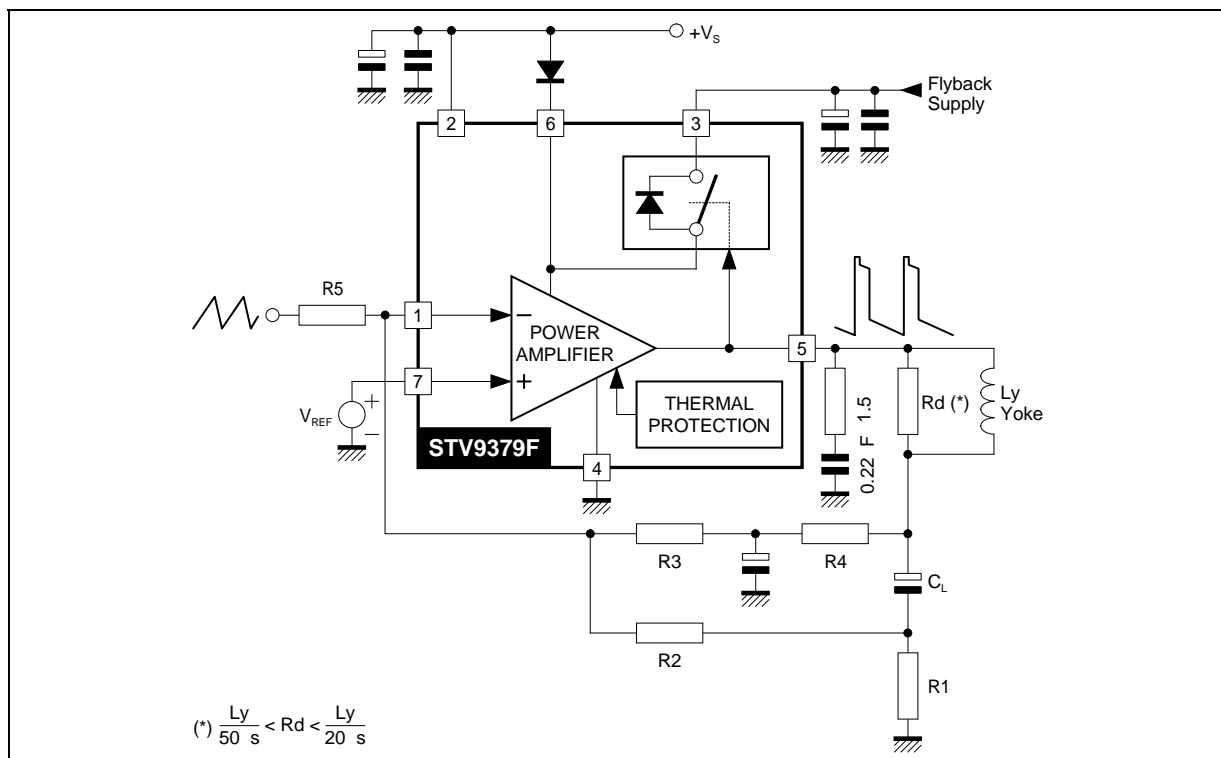 +VS
Flyback
Supply
2
6
3
R5
1
−
POWER
AMPLIFIER
7
+
5
VREF
+
−
THERMAL
PROTECTION
Rd (*)
Ly
Yoke
STV9379F
4
0.22 F 1.5
R3
R4
CL
R2
R1
(*) Ly/50 s < Rd < Ly/20 s